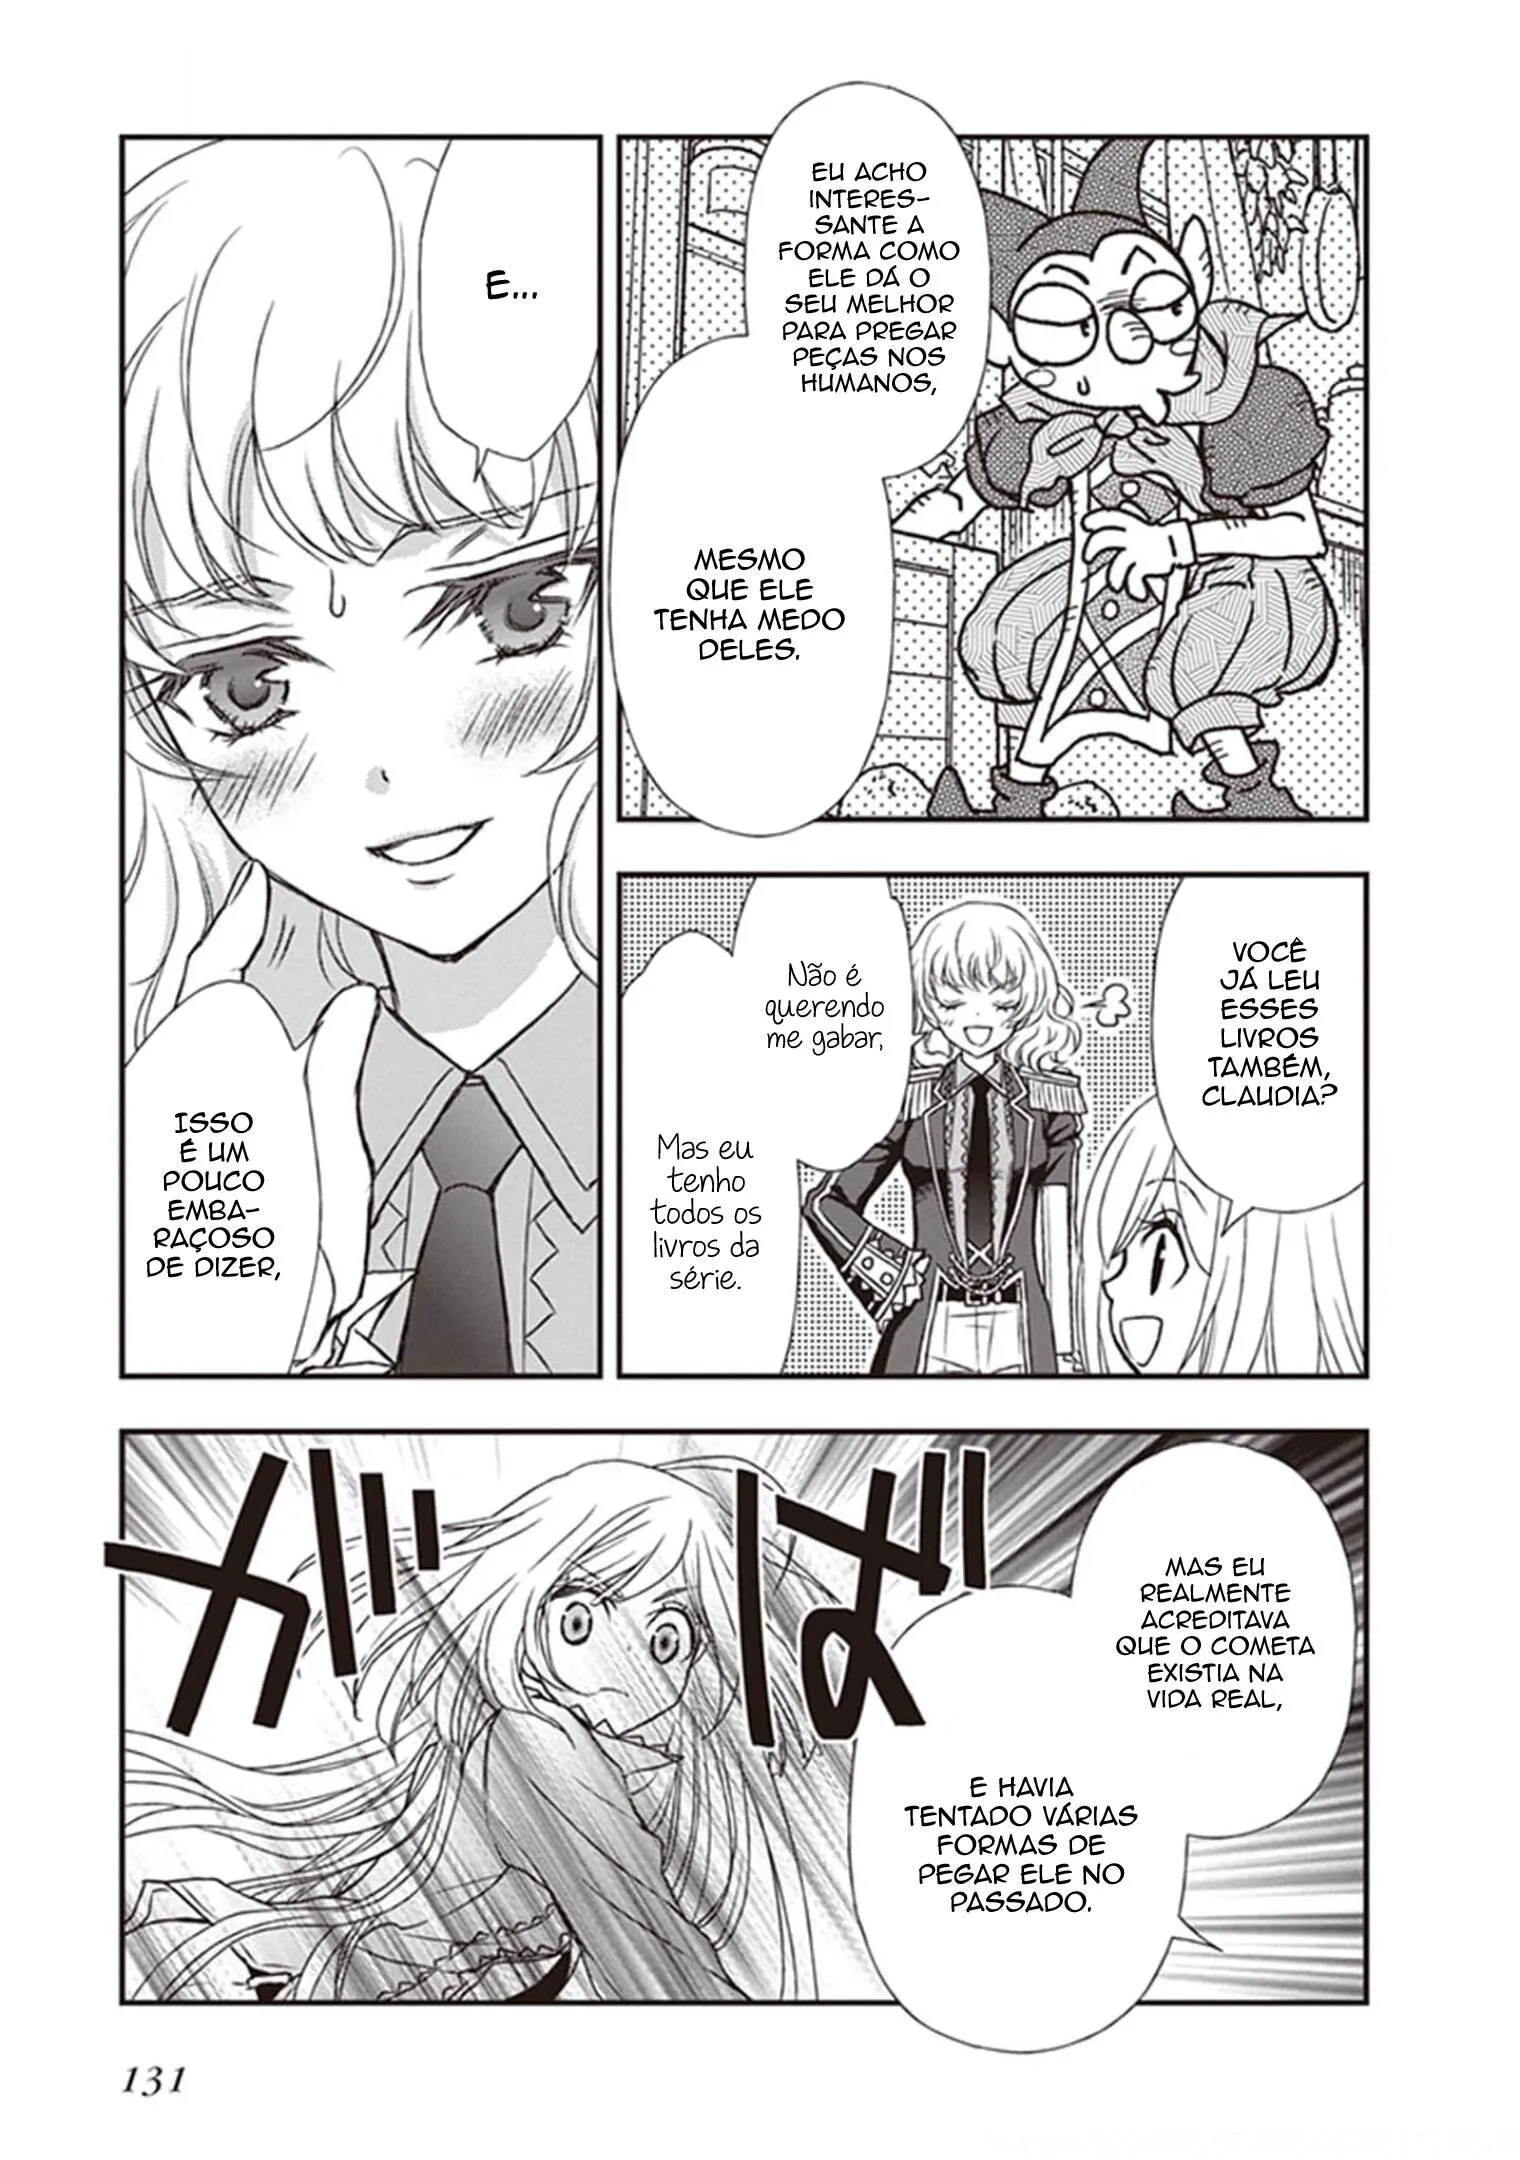 EU ACHO
INTERES-
SANTE A
FORMA COMO
ELE DÁ O
SEU MELHOR
PARA PREGAR
PEÇAS NOS
HUMANOS,
MESMO
QUE ELE
TENHA MEDO
DELES.
VOCÊ
JÁ LEU
ESSES
LIVROS
TAMBÉM,
CLAUDIA?
Não é
querendo
me gabar,
Mas eu
tenho
todos os
livros da
série.
E...
ISSO
É UM
POUCO
EMBA-
RAÇOSO
DE DIZER,
MAS EU
REALMENTE
ACREDITAVA
QUE O COMETA
EXISTIA NA
VIDA REAL,
E HAVIA
TENTADO VÁRIAS
FORMAS DE
PEGAR ELE NO
PASSADO.
ガバッ
131